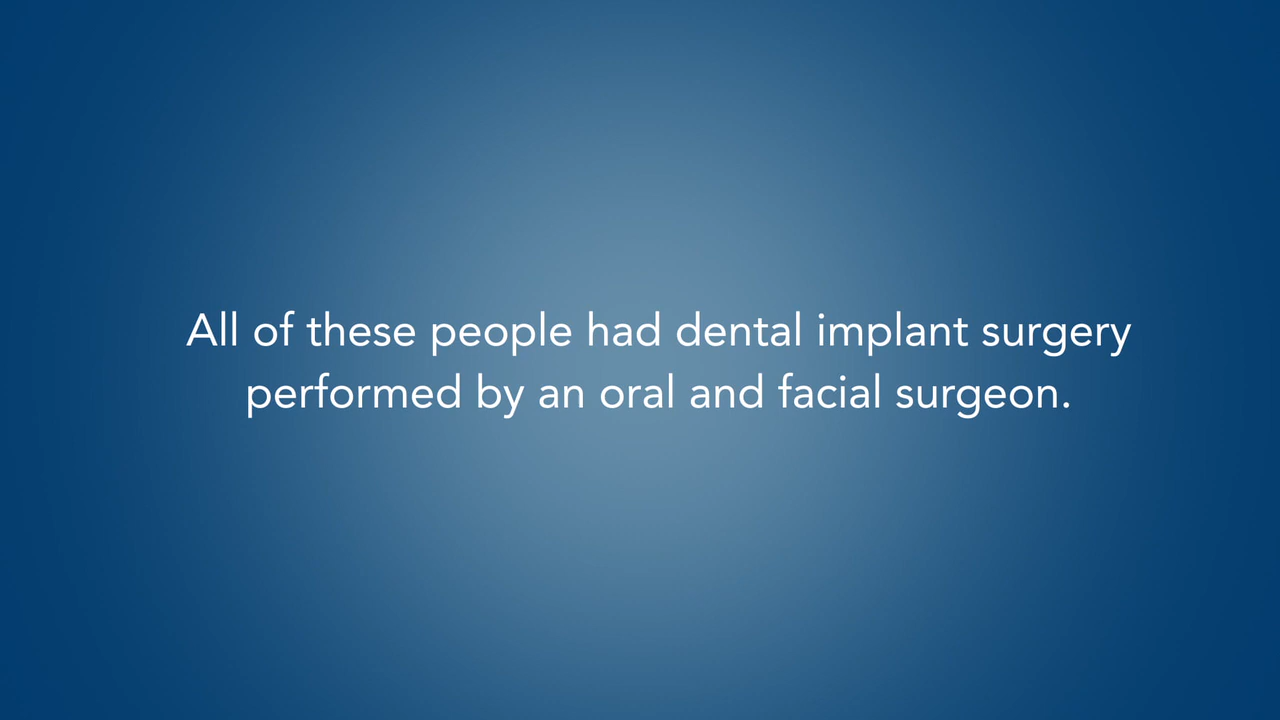 All of these people had dental implant surgery
performed by an oral and facial surgeon.